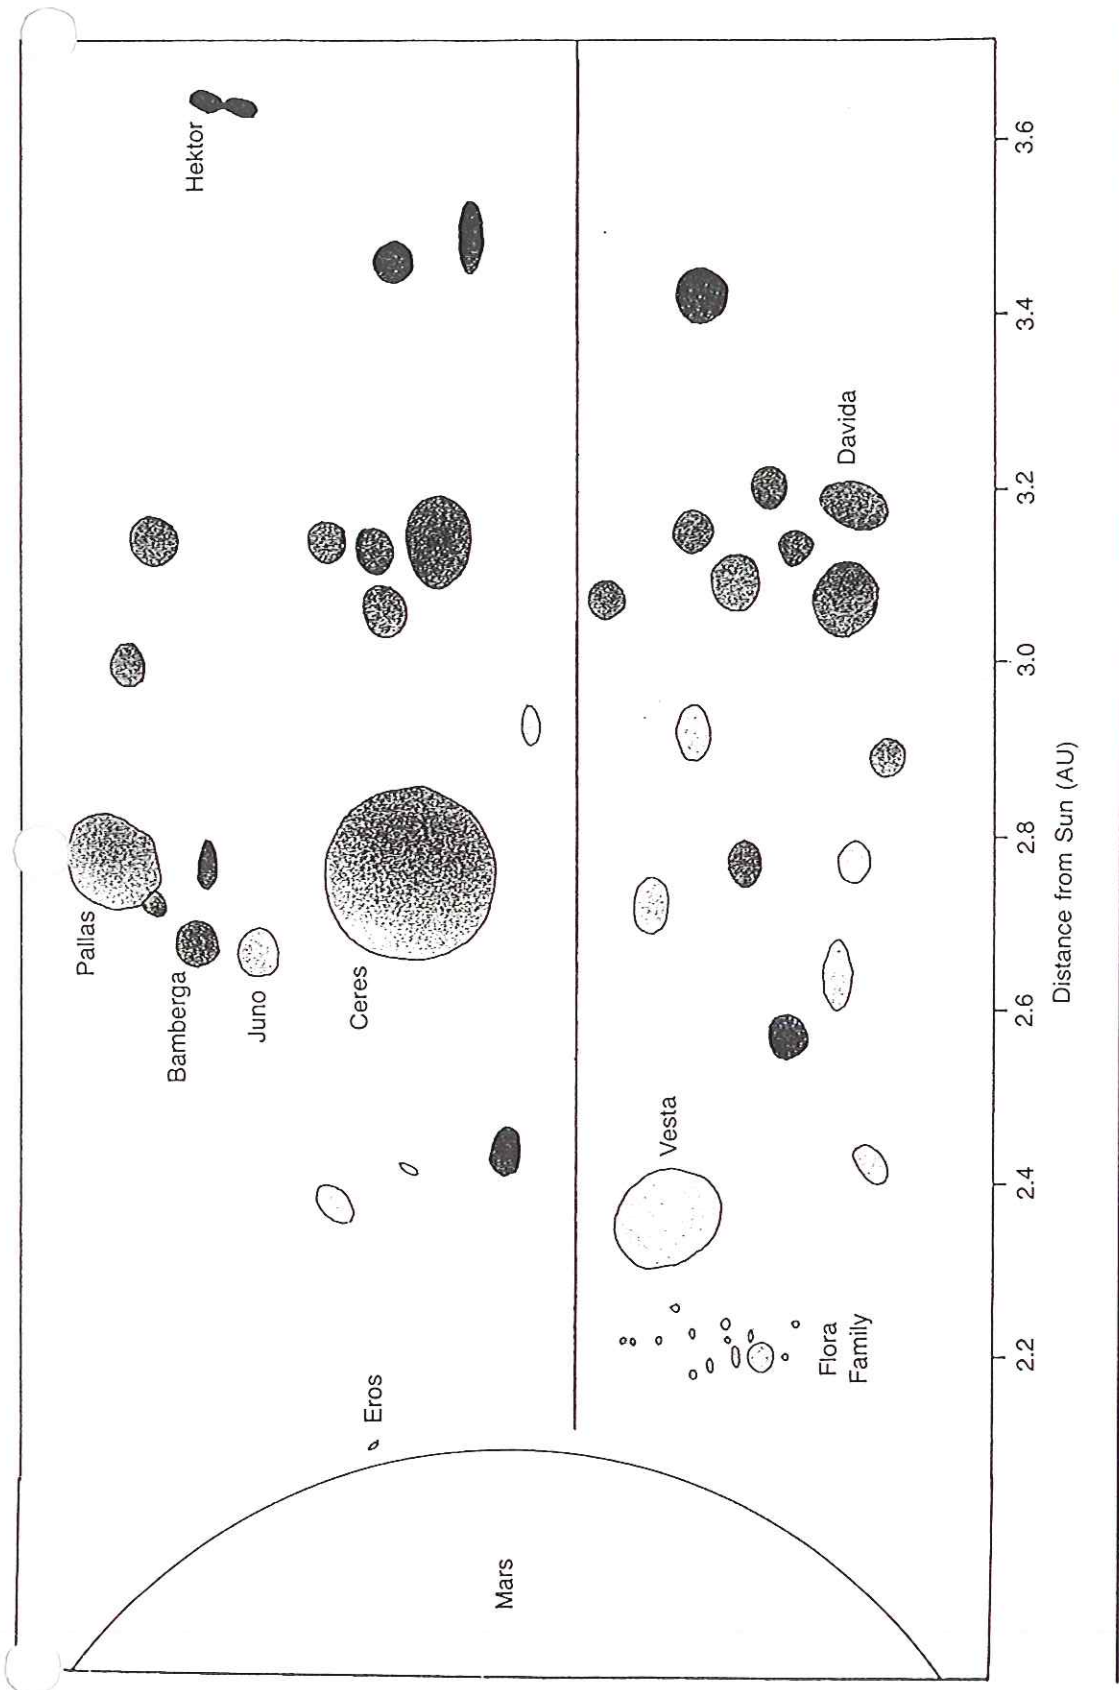 Mars
Eros
Flora
Family
Vesta
Ceres
Juno
Bamberga
Pallas
Davida
Hektor
2.2
2.4
2.6
2.8
3.0
3.2
3.4
3.6
Distance from Sun (AU)